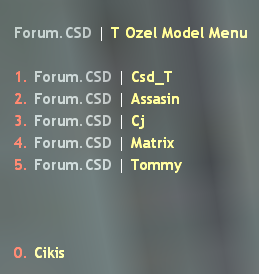 Forum.CSD | T Ozel Model Menu
1. Forum.CSD | Csd_T
2. Forum.CSD | Assasin
3. Forum.CSD | Cj
4. Forum.CSD | Matrix
5. Forum.CSD | Tommy
0. Cikis